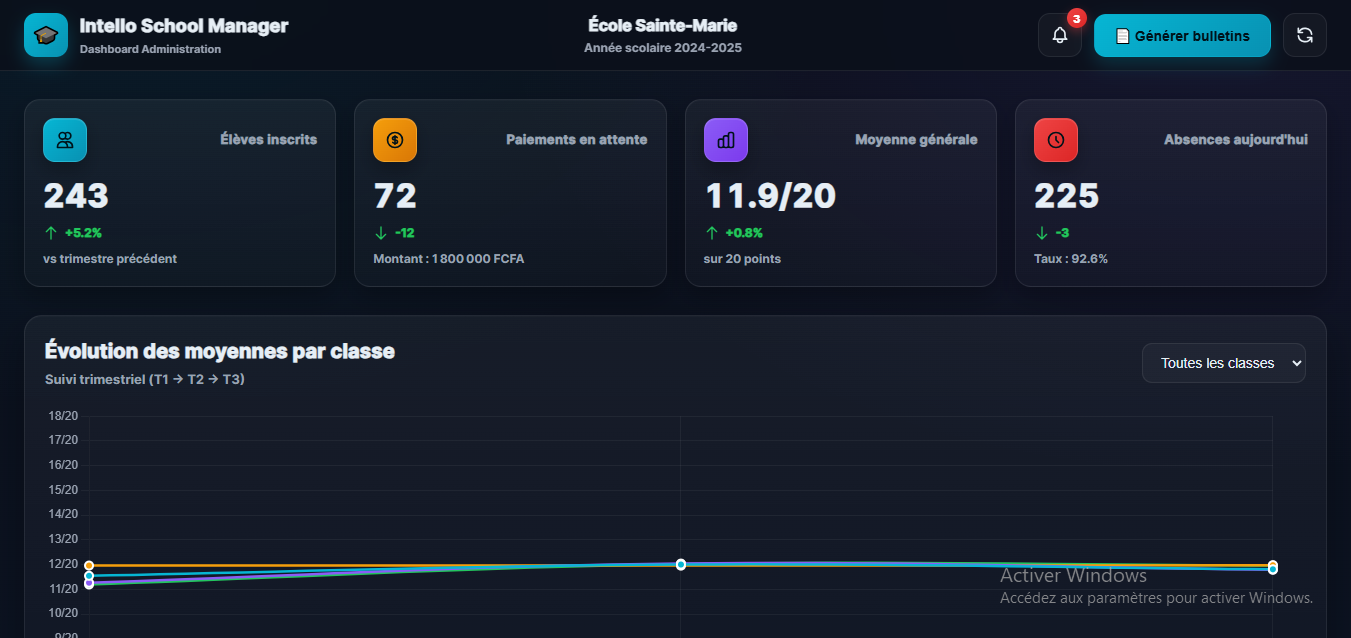 Intello School Manager
Dashboard Administration
École Sainte-Marie
Année scolaire 2024-2025
3
Générer bulletins
Élèves inscrits
243
↑ +5.2%
vs trimestre précédent
Paiements en attente
72
↓ -12
Montant : 1 800 000 FCFA
Moyenne générale
11.9/20
↑ +0.8%
sur 20 points
Absences aujourd'hui
225
↓ -3
Taux : 92.6%
Évolution des moyennes par classe
Suivi trimestriel (T1 → T2 → T3)
Toutes les classes
18/20
17/20
16/20
15/20
14/20
13/20
12/20
11/20
10/20
9/20
Activer Windows
Accédez aux paramètres pour activer Windows.